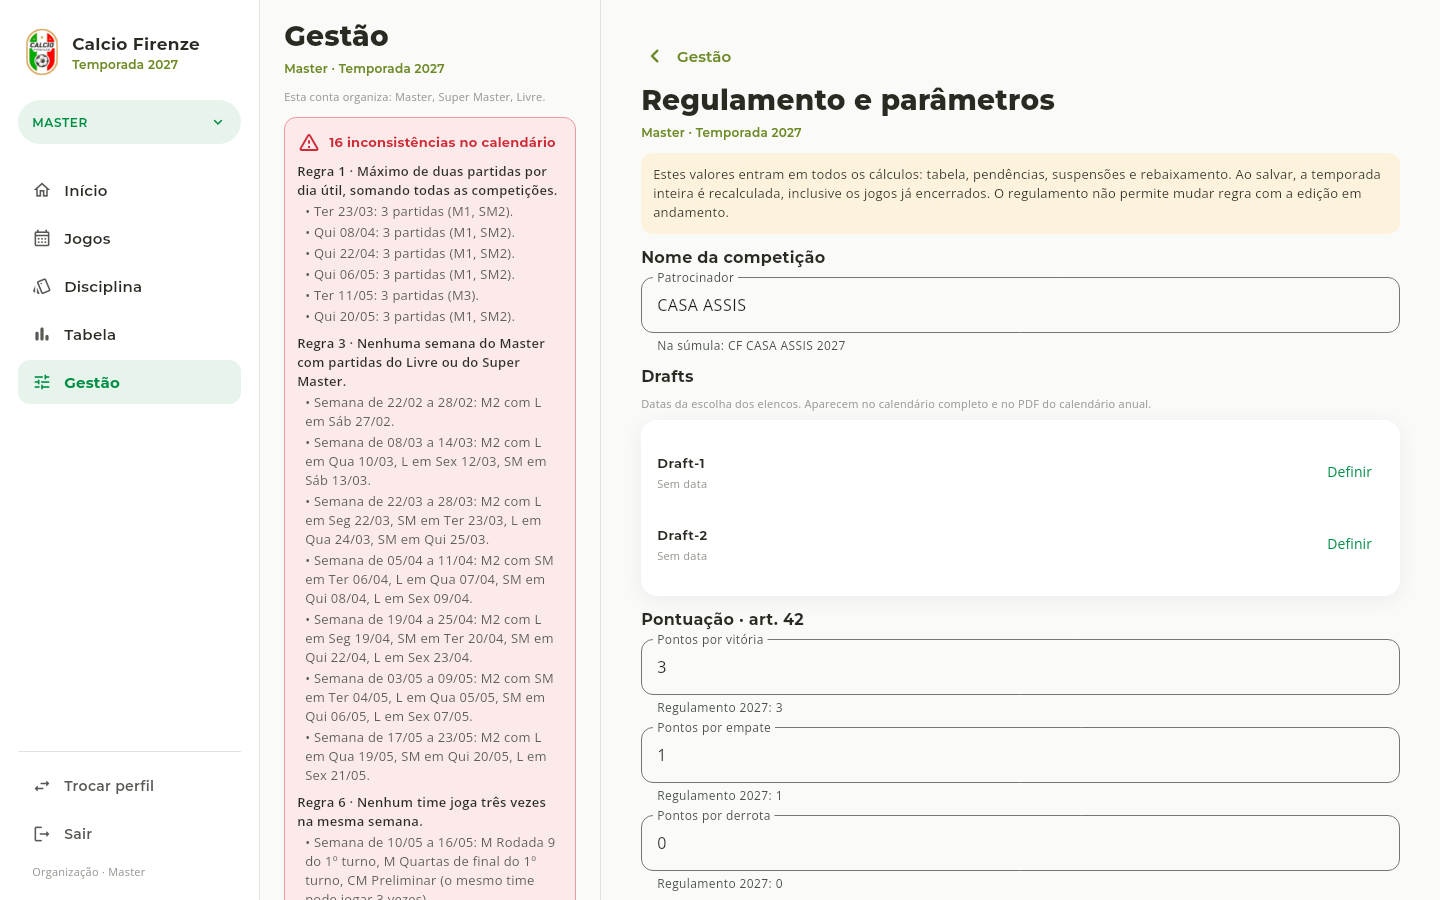 Calcio Firenze
Temporada 2027
MASTER
Início
Jogos
Disciplina
Tabela
Gestão
Trocar perfil
Sair
Organização · Master
Gestão
Master · Temporada 2027
Esta conta organiza: Master, Super Master, Livre.
16 inconsistências no calendário
Regra 1 · Máximo de duas partidas por
dia útil, somando todas as competições.
• Ter 23/03: 3 partidas (M1, SM2).
• Qui 08/04: 3 partidas (M1, SM2).
• Qui 22/04: 3 partidas (M1, SM2).
• Qui 06/05: 3 partidas (M1, SM2).
• Ter 11/05: 3 partidas (M3).
• Qui 20/05: 3 partidas (M1, SM2).
Regra 3 · Nenhuma semana do Master
com partidas do Livre ou do Super
Master.
• Semana de 22/02 a 28/02: M2 com L
em Sáb 27/02.
• Semana de 08/03 a 14/03: M2 com L
em Qua 10/03, L em Sex 12/03, SM em
Sáb 13/03.
• Semana de 22/03 a 28/03: M2 com L
em Seg 22/03, SM em Ter 23/03, L em
Qua 24/03, SM em Qui 25/03.
• Semana de 05/04 a 11/04: M2 com SM
em Ter 06/04, L em Qua 07/04, SM em
Qui 08/04, L em Sex 09/04.
• Semana de 19/04 a 25/04: M2 com L
em Seg 19/04, SM em Ter 20/04, SM em
Qui 22/04, L em Sex 23/04.
• Semana de 03/05 a 09/05: M2 com SM
em Ter 04/05, L em Qua 05/05, SM em
Qui 06/05, L em Sex 07/05.
• Semana de 17/05 a 23/05: M2 com L
em Qua 19/05, SM em Qui 20/05, L em
Sex 21/05.
Regra 6 · Nenhum time joga três vezes
na mesma semana.
• Semana de 10/05 a 16/05: M Rodada 9
do 1º turno, M Quartas de final do 1º
turno, CM Preliminar (o mesmo time
pode jogar 3 vezes).
Gestão
Regulamento e parâmetros
Master · Temporada 2027
Estes valores entram em todos os cálculos: tabela, pendências, suspensões e rebaixamento. Ao salvar, a temporada
inteira é recalculada, inclusive os jogos já encerrados. O regulamento não permite mudar regra com a edição em
andamento.
Nome da competição
Patrocinador
CASA ASSIS
Na súmula: CF CASA ASSIS 2027
Drafts
Datas da escolha dos elencos. Aparecem no calendário completo e no PDF do calendário anual.
Draft-1
Sem data
Definir
Draft-2
Sem data
Definir
Pontuação · art. 42
Pontos por vitória
3
Regulamento 2027: 3
Pontos por empate
1
Regulamento 2027: 1
Pontos por derrota
0
Regulamento 2027: 0